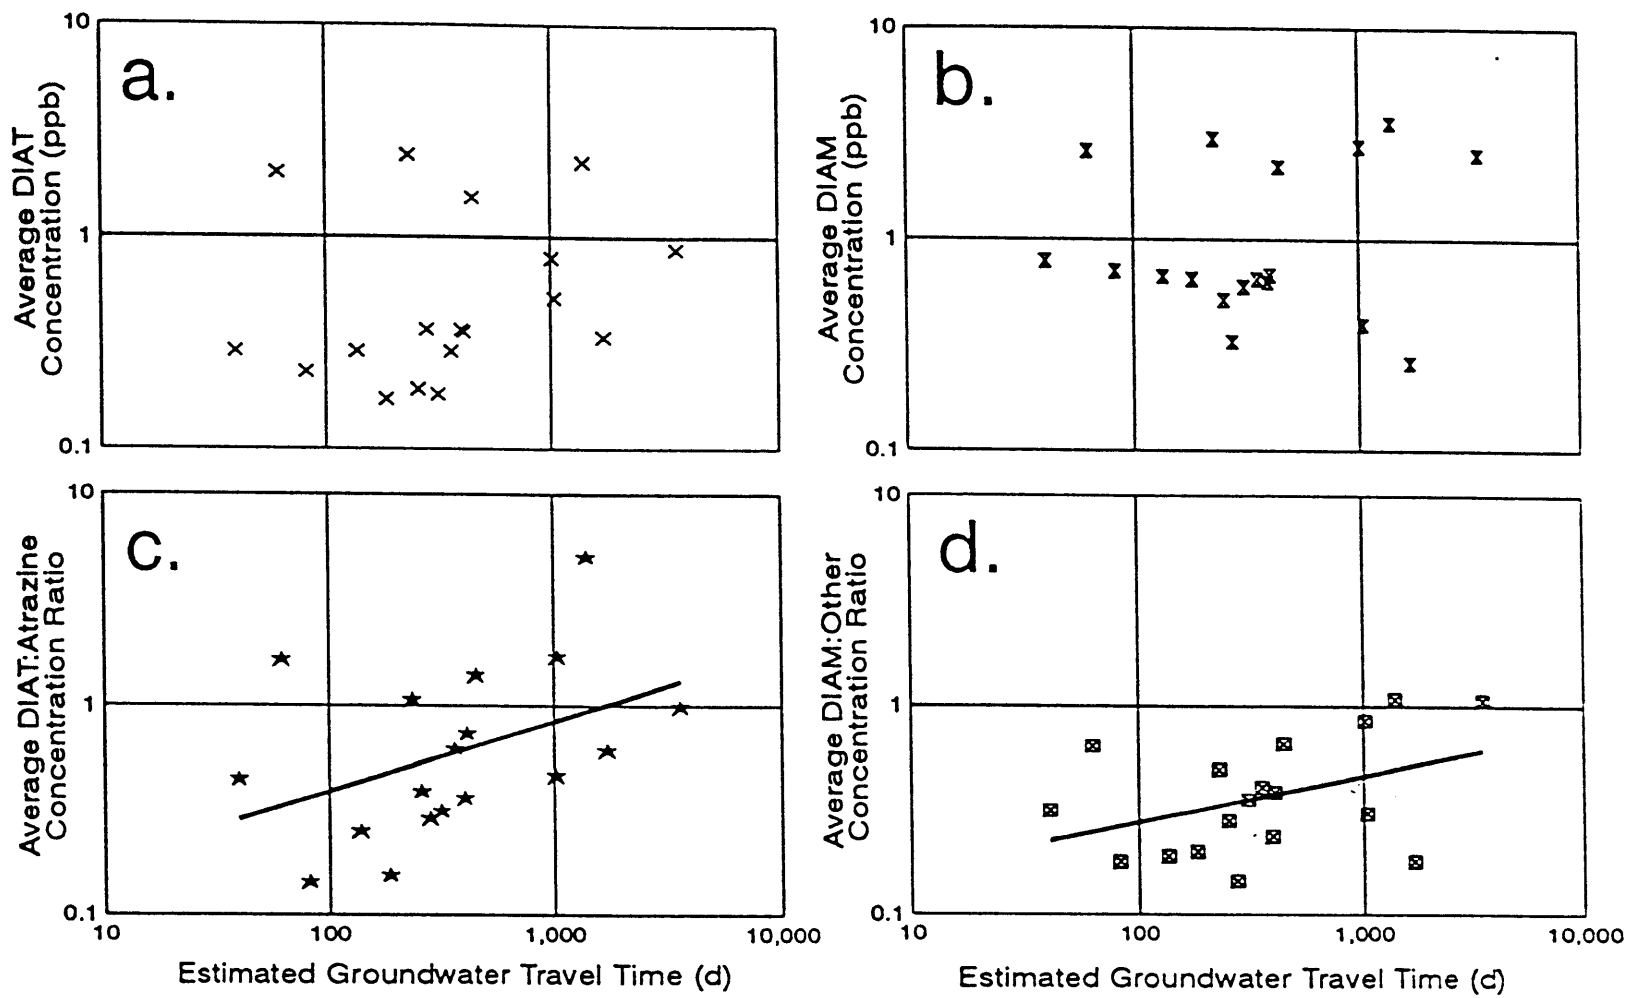 10
a.
Average DIAT
Concentration (ppb)
1
0.1
10
b.
Average DIAM
Concentration (ppb)
1
0.1
10
c.
Average DIAT:Atrazine
Concentration Ratio
1
0.1
10
100
1,000
10,000
Estimated Groundwater Travel Time (d)
10
d.
Average DIAM:Other
Concentration Ratio
1
0.1
10
100
1,000
10,000
Estimated Groundwater Travel Time (d)